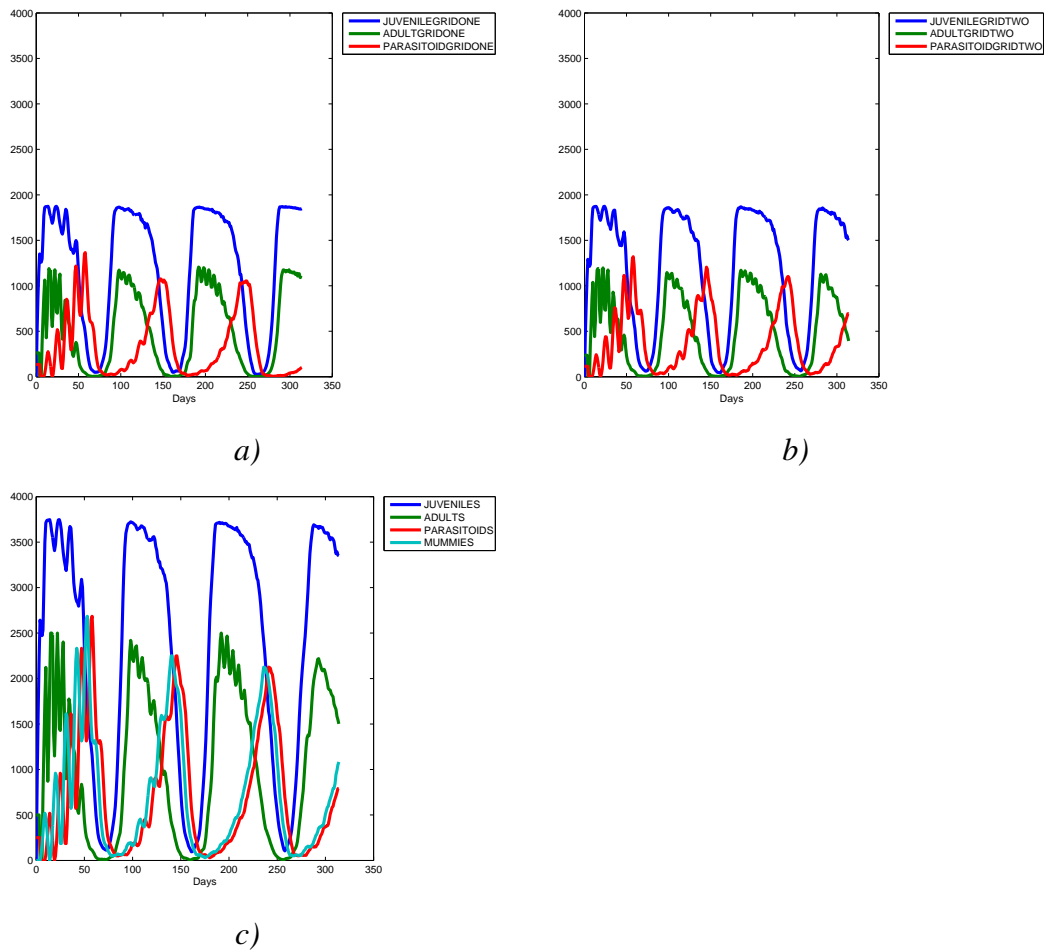 4000
3500
3000
2500
2000
1500
1000
500
0
0 50 100 150 200 250 300 350
Days
JUVENILEGRIDONE
ADULTGRIDONE
PARASITOIDGRIDONE
a)
4000
3500
3000
2500
2000
1500
1000
500
0
0 50 100 150 200 250 300 350
Days
JUVENILEGRIDTWO
ADULTGRIDTWO
PARASITOIDGRIDTWO
b)
4000
3500
3000
2500
2000
1500
1000
500
0
0 50 100 150 200 250 300 350
Days
JUVENILES
ADULTS
PARASITOIDS
MUMMIES
c)